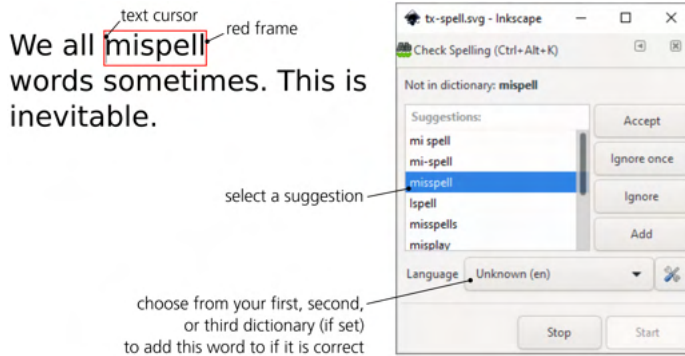 text cursor
red frame
We all mispell
words sometimes. This is
inevitable.
select a suggestion
choose from your first, second,
or third dictionary (if set)
to add this word to if it is correct
tx-spell.svg - Inkscape
Check Spelling (Ctrl+Alt+K)
Not in dictionary: mispell
Suggestions:
mi spell
mi-spell
misspell
lspell
misspells
misplay
Accept
Ignore once
Ignore
Add
Language Unknown (en)
Stop Start